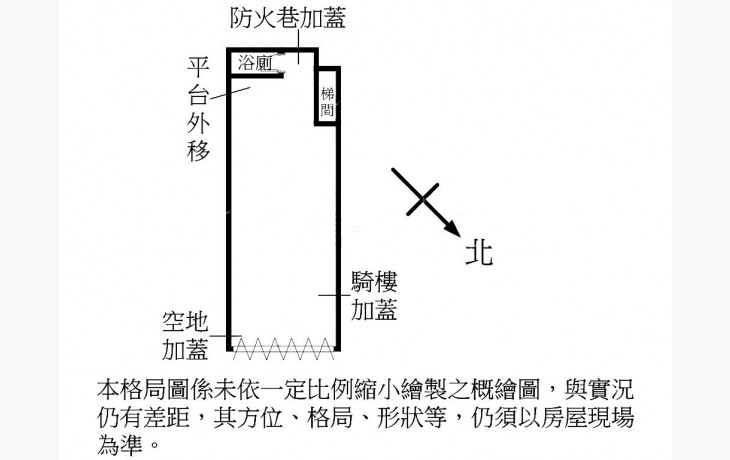 防火巷加蓋
浴廁
平台外移
梯間
北
騎樓
加蓋
空地
加蓋
本格局圖係未依一定比例縮小繪製之概繪圖，與實況
仍有差距，其方位、格局、形狀等，仍須以房屋現場
為準。